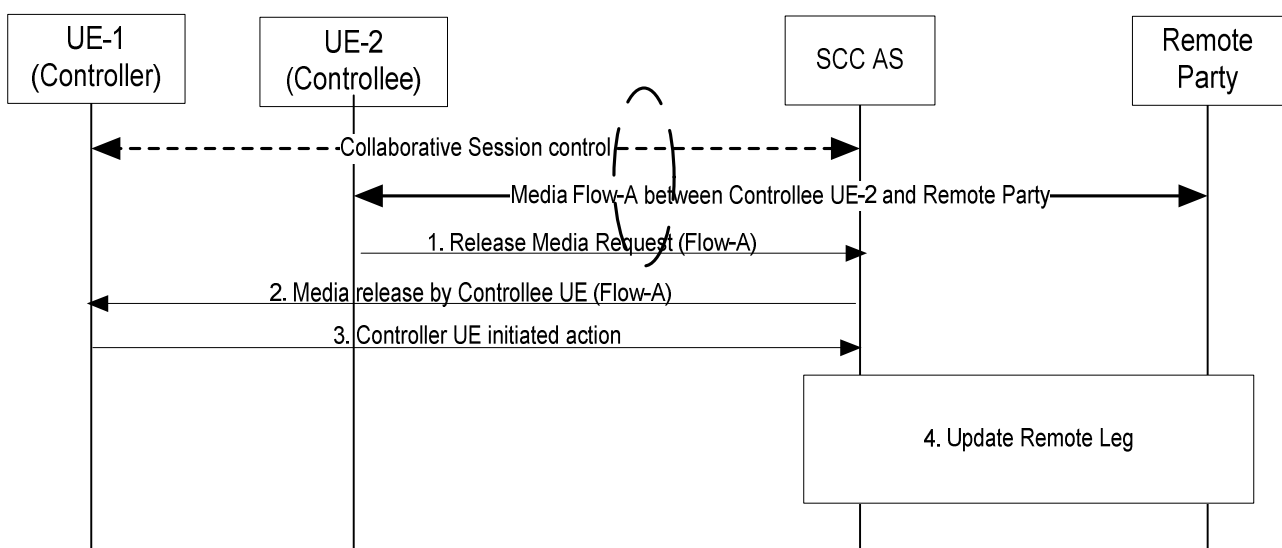 UE-1
(Controller)
UE-2
(Controllee)
SCC AS
Remote
Party
Collaborative Session control
Media Flow-A between Controllee UE-2 and Remote Party
1. Release Media Request (Flow-A)
2. Media release by Controllee UE (Flow-A)
3. Controller UE initiated action
4. Update Remote Leg